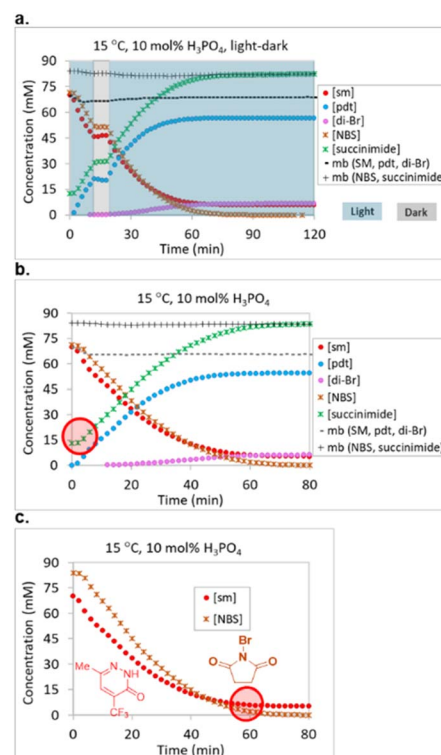 a.
15 °C, 10 mol% H₃PO₄, light-dark
Concentration (mM)
90
75
60
45
30
15
0
0
20
40
60
80
100
120
Time (min)
[sm]
[pdt]
[di-Br]
[NBS]
[succinimide]
mb (SM, pdt, di-Br)
mb (NBS, succinimide)
Light
Dark
b.
15 °C, 10 mol% H₃PO₄
Concentration (mM)
90
75
60
45
30
15
0
0
20
40
60
80
Time (min)
[sm]
[pdt]
[di-Br]
[NBS]
[succinimide]
mb (SM, pdt, di-Br)
mb (NBS, succinimide)
c.
15 °C, 10 mol% H₃PO₄
Concentration (mM)
90
75
60
45
30
15
0
0
20
40
60
80
Time (min)
[sm]
[NBS]
Me
N
NH
O
CF₃
Br
N
O
O